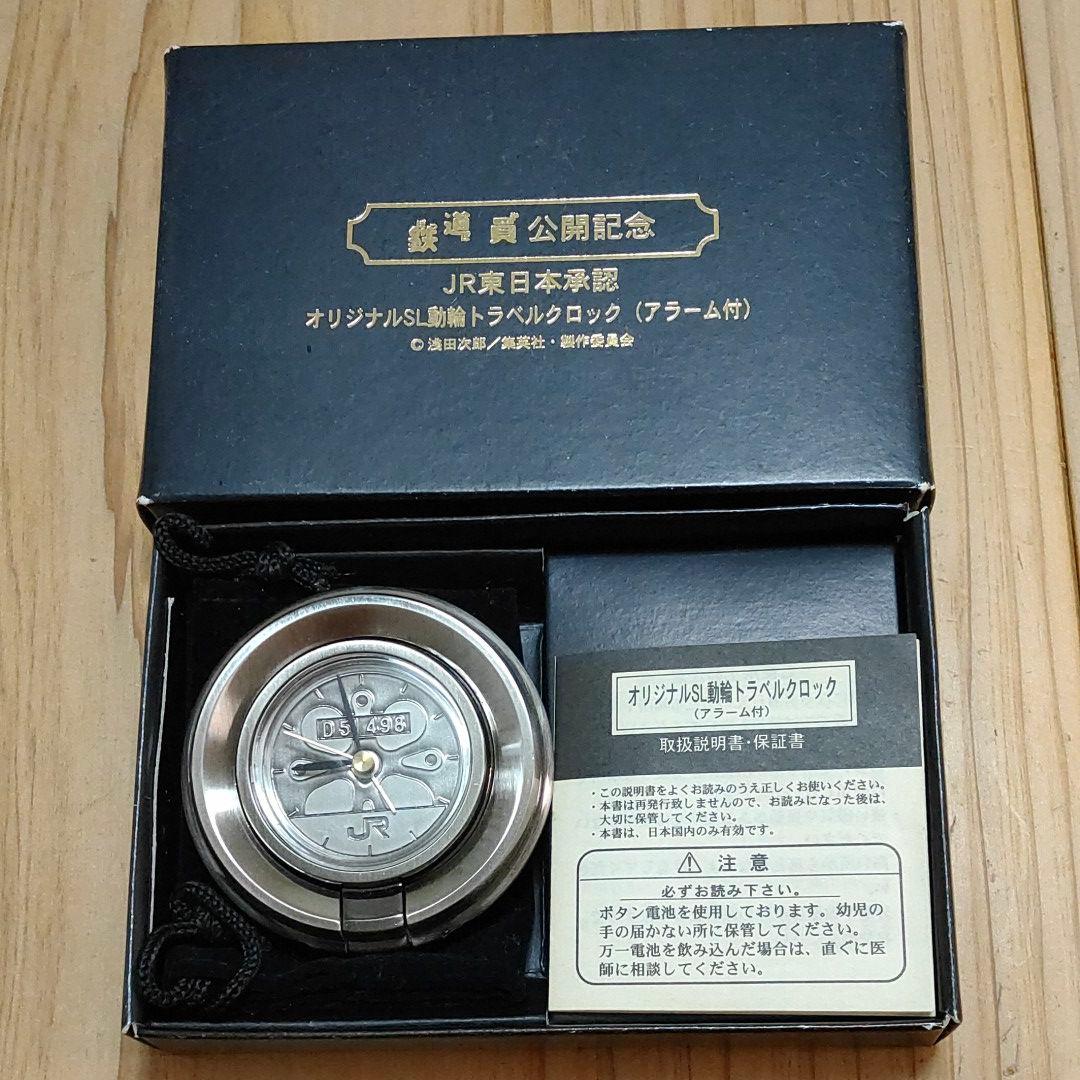 鉄道員公開記念
JR東日本承認
オリジナルSL動輪トラベルクロック（アラーム付）
©浅田次郎／集英社・製作委員会
D51 498
JR
オリジナルSL動輪トラベルクロック
（アラーム付）
取扱説明書・保証書
・この説明書をよくお読みのうえ正しくお使いください。
・本書は再発行致しませんので、お読みになった後は、
大切に保管してください。
・本書は、日本国内のみ有効です。
⚠ 注意
必ずお読み下さい。
ボタン電池を使用しております。幼児の
手の届かない所に保管してください。
万一電池を飲み込んだ場合は、直ぐに医
師に相談してください。